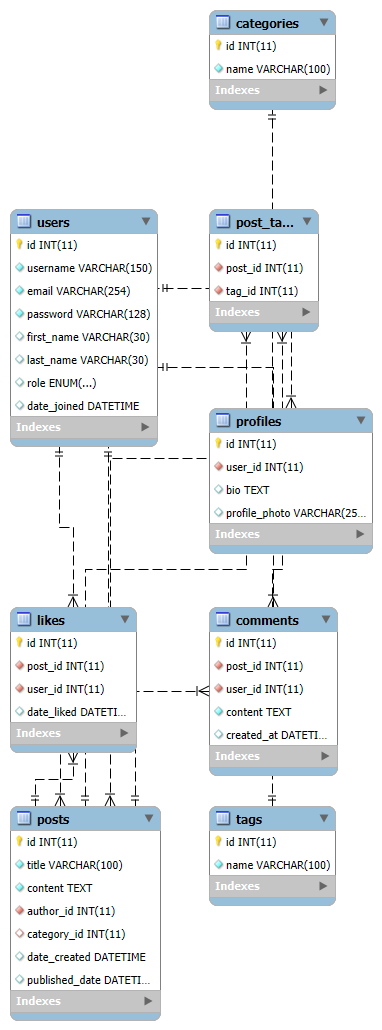 categories
id INT(11)
name VARCHAR(100)
Indexes
users
id INT(11)
username VARCHAR(150)
email VARCHAR(254)
password VARCHAR(128)
first_name VARCHAR(30)
last_name VARCHAR(30)
role ENUM(...)
date_joined DATETIME
Indexes
post_ta...
id INT(11)
post_id INT(11)
tag_id INT(11)
Indexes
profiles
id INT(11)
user_id INT(11)
bio TEXT
profile_photo VARCHAR(25...
Indexes
likes
id INT(11)
post_id INT(11)
user_id INT(11)
date_liked DATETI...
Indexes
comments
id INT(11)
post_id INT(11)
user_id INT(11)
content TEXT
created_at DATETI...
Indexes
posts
id INT(11)
title VARCHAR(100)
content TEXT
author_id INT(11)
category_id INT(11)
date_created DATETIME
published_date DATETI...
Indexes
tags
id INT(11)
name VARCHAR(100)
Indexes